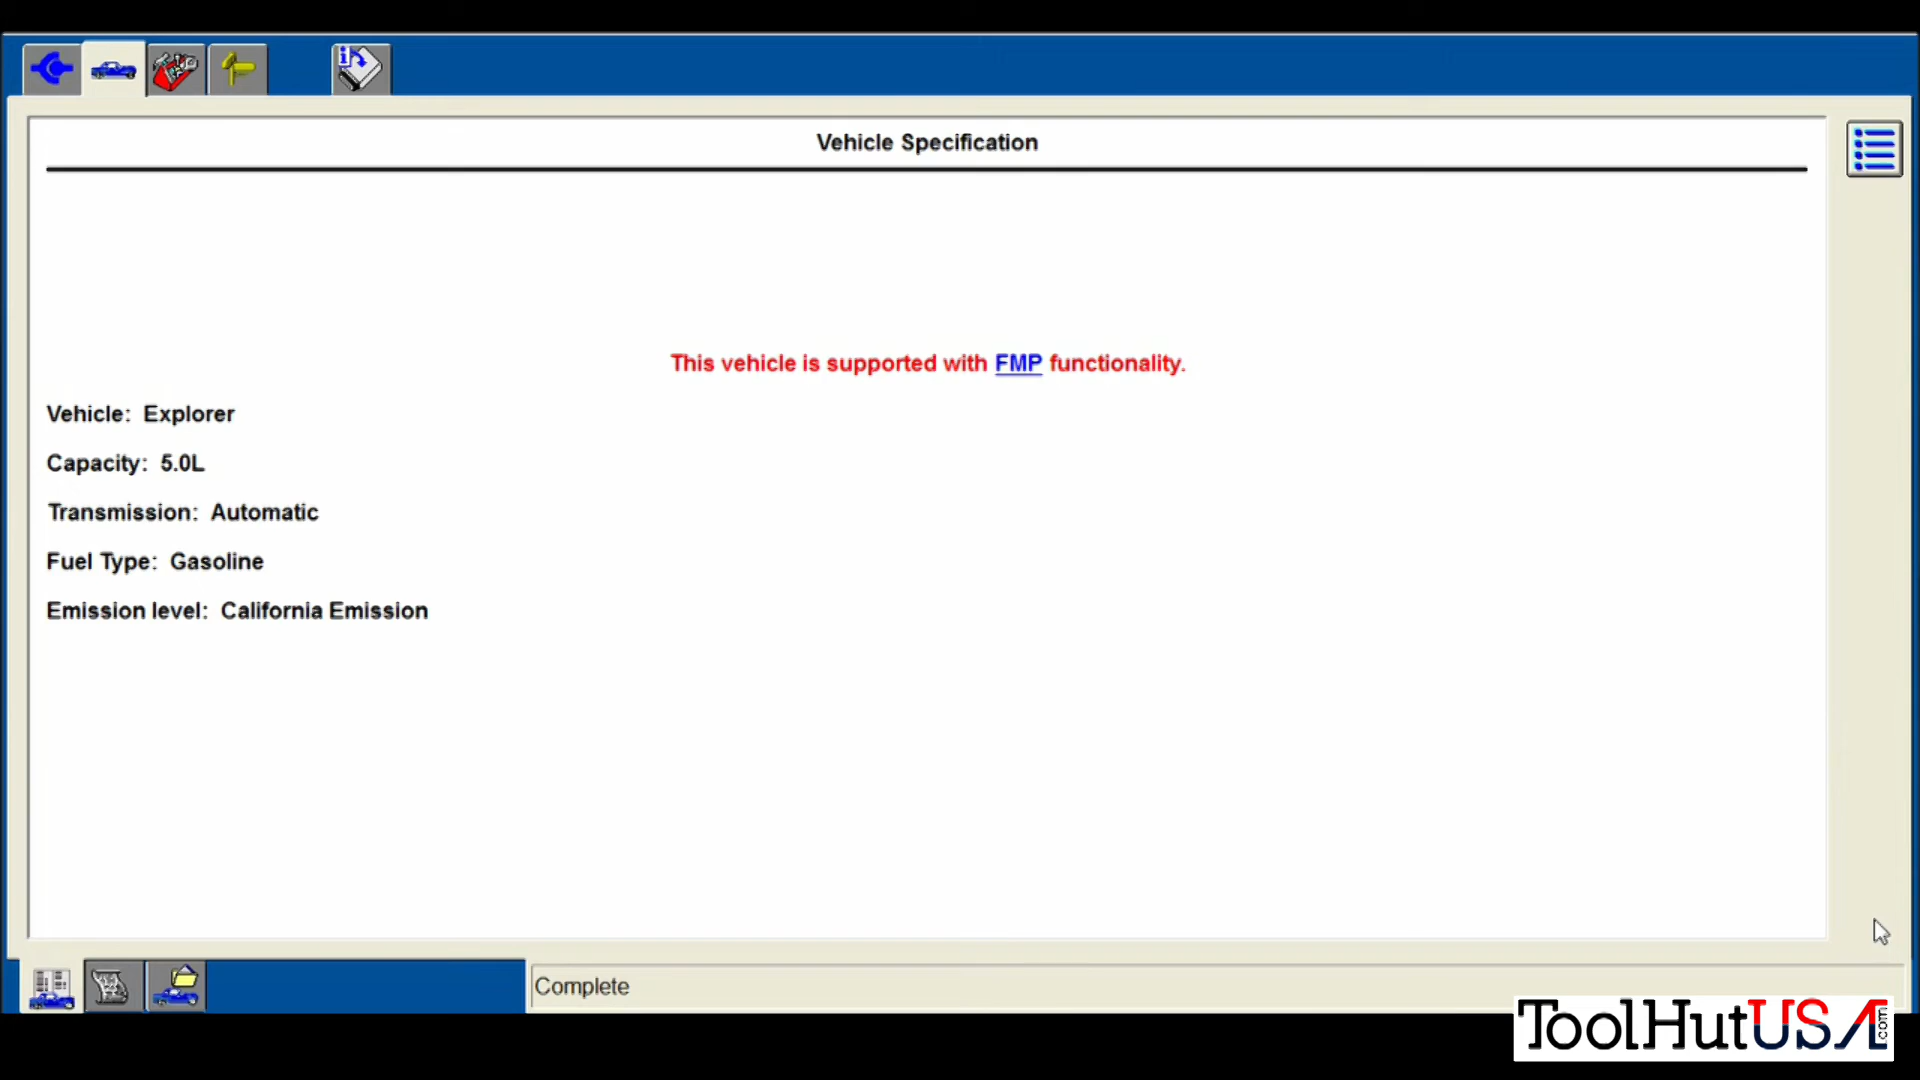 Vehicle Specification
This vehicle is supported with FMP functionality.
Vehicle: Explorer
Capacity: 5.0L
Transmission: Automatic
Fuel Type: Gasoline
Emission level: California Emission
Complete
ToolHutUSA.com